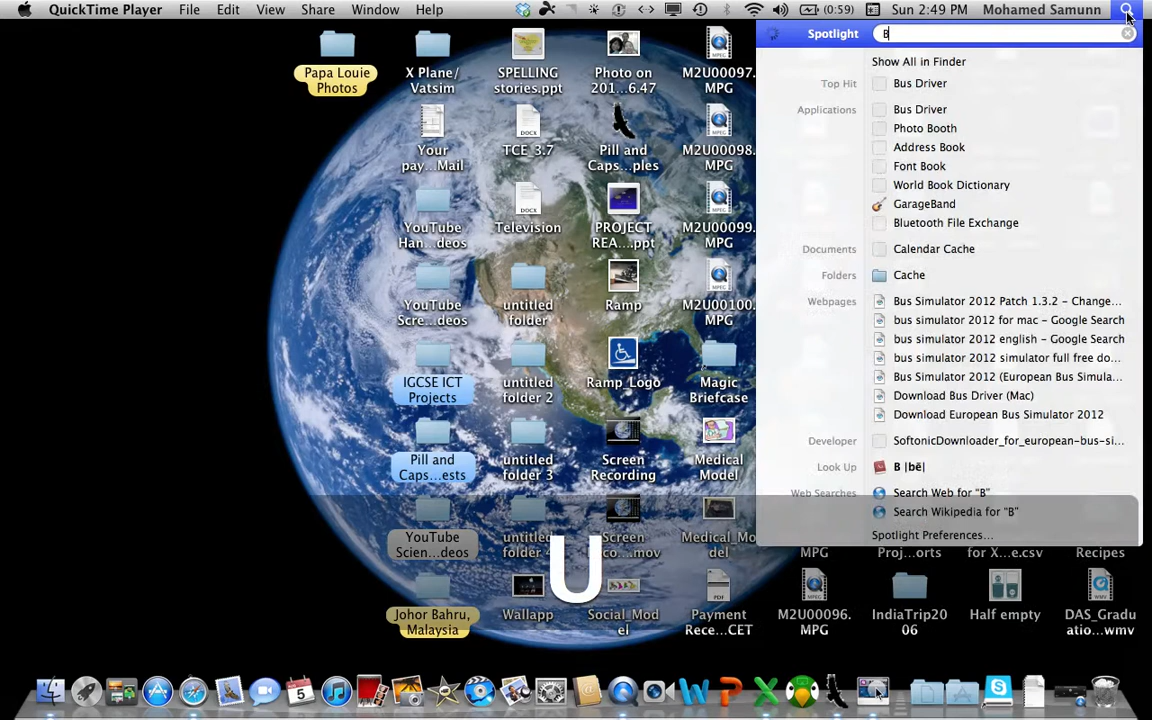 QuickTime Player File Edit View Share Window Help (0:59) Sun 2:49 PM Mohamed Samunn
Spotlight B
Show All in Finder
Top Hit Bus Driver
Applications Bus Driver
Photo Booth
Address Book
Font Book
World Book Dictionary
GarageBand
Bluetooth File Exchange
Documents Calendar Cache
Folders Cache
Webpages Bus Simulator 2012 Patch 1.3.2 – Change...
bus simulator 2012 for mac – Google Search
bus simulator 2012 english – Google Search
bus simulator 2012 simulator full free do...
Bus Simulator 2012 (European Bus Simula...
Download Bus Driver (Mac)
Download European Bus Simulator 2012
Developer SoftonicDownloader_for_european-bus-si...
Look Up B |bē|
Web Searches Search Web for "B"
Search Wikipedia for "B"
Spotlight Preferences...
Papa Louie
Photos
X Plane/
Vatsim
SPELLING
stories.ppt
Photo on
201...6.47
M2U00097.
MPG
Your
pay...Mail
TCE_3.7
Pill and
Caps...ples
M2U00098.
MPG
YouTube
Han...deos
Television
PROJECT
REA....ppt
M2U00099.
MPG
YouTube
Scre...deos
untitled
folder
Ramp
M2U00100.
MPG
IGCSE ICT
Projects
untitled
folder 2
Ramp_Logo
Magic
Briefcase
Pill and
Caps...ests
untitled
folder 3
Screen
Recording
Medical
Model
YouTube
Scien...deos
Medical_Mo
del
MPG
Proj...orts
for X...e.csv
Recipes
U
Johor Bahru,
Malaysia
Wallapp
Social_Mod
el
Payment
Rece...CET
M2U00096.
MPG
IndiaTrip20
06
Half empty
DAS_Gradu
atio...wmv